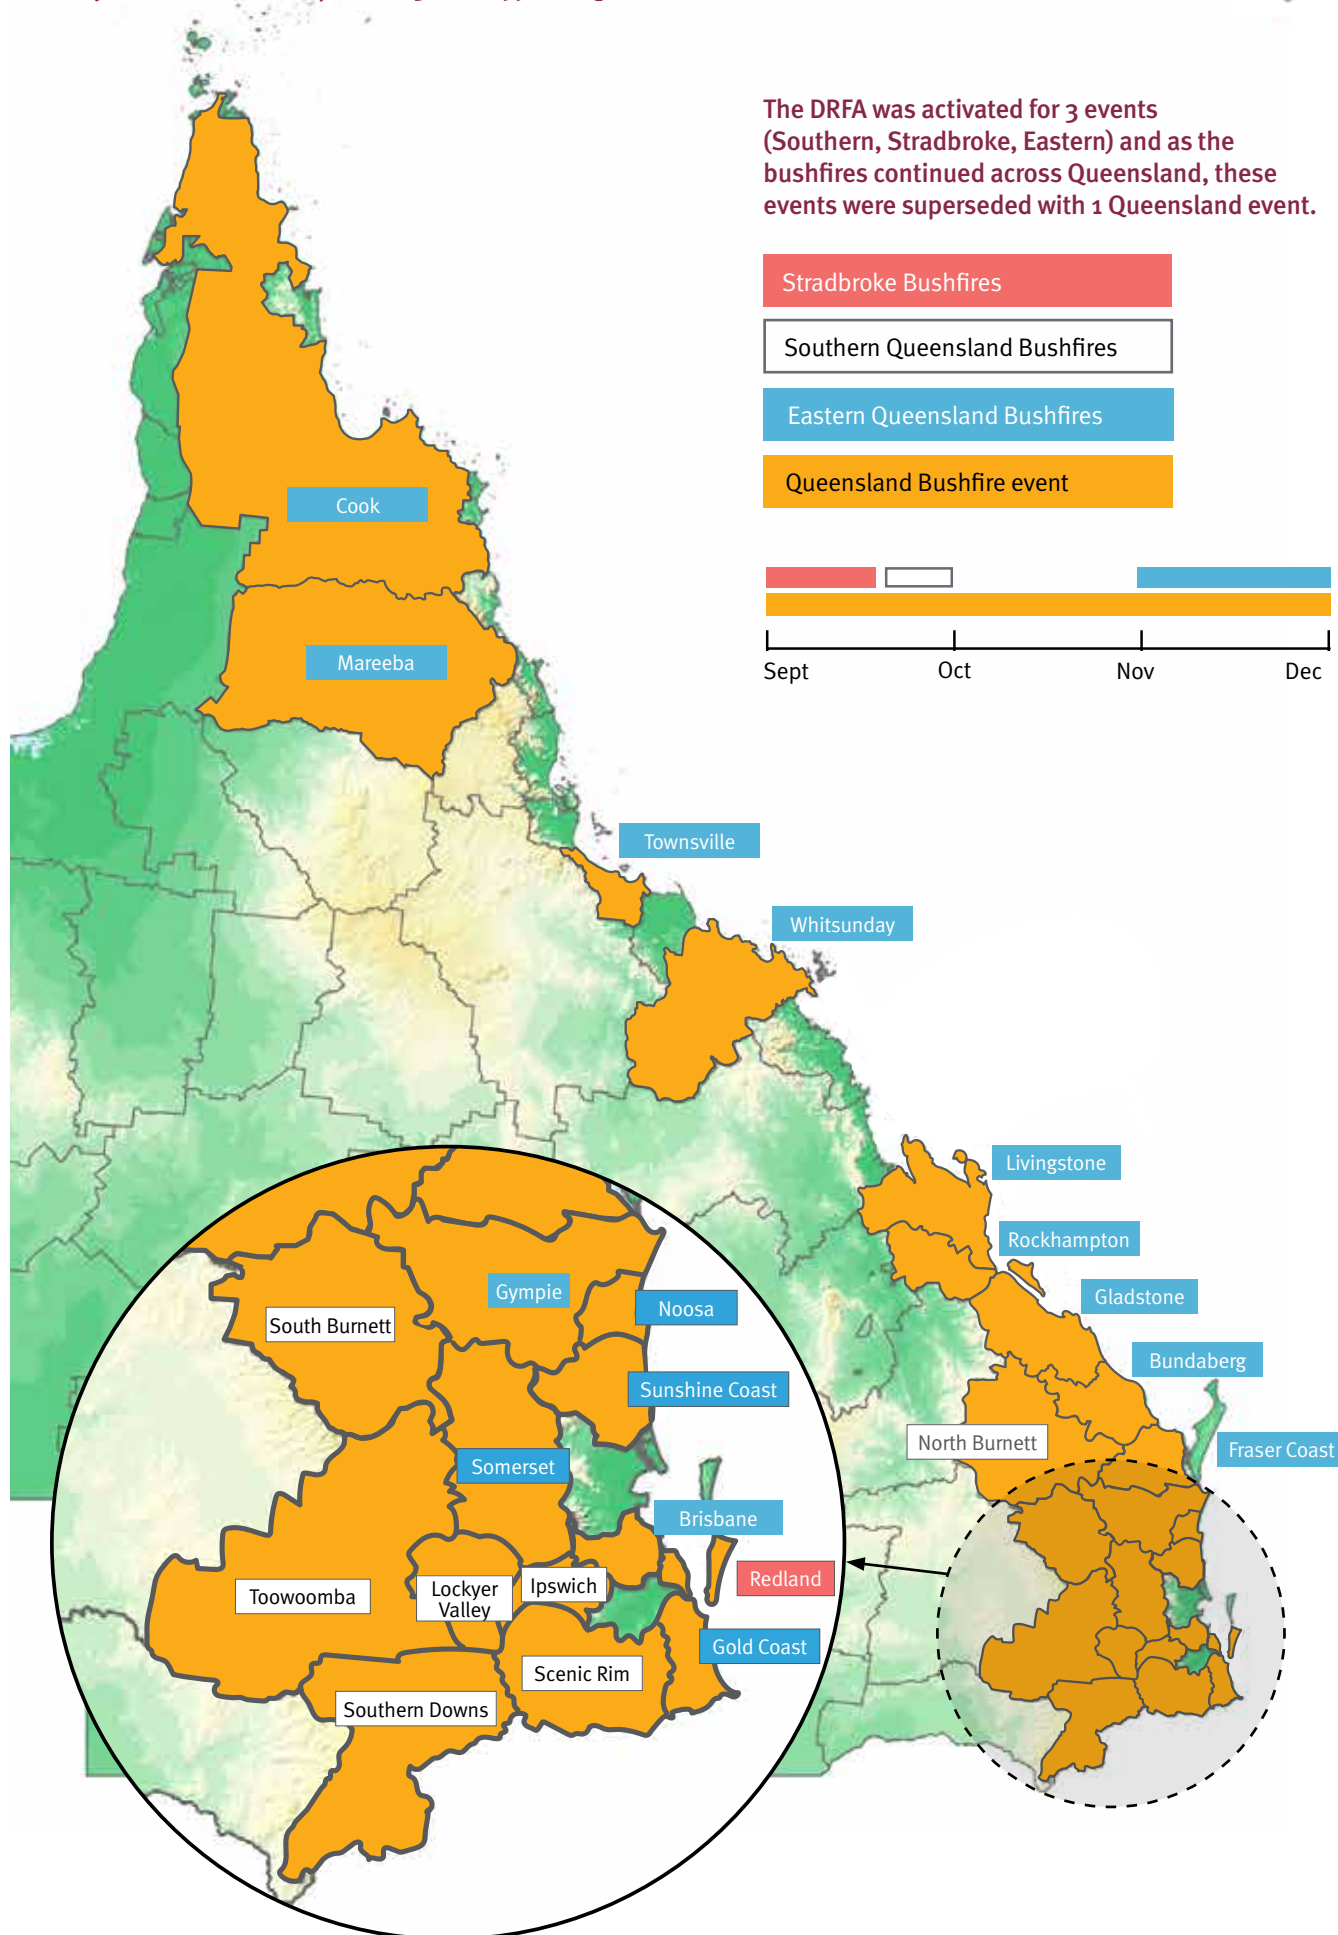 The DRFA was activated for 3 events
(Southern, Stradbroke, Eastern) and as the
bushfires continued across Queensland, these
events were superseded with 1 Queensland event.
Stradbroke Bushfires
Southern Queensland Bushfires
Eastern Queensland Bushfires
Queensland Bushfire event
Sept
Oct
Nov
Dec
Cook
Mareeba
Townsville
Whitsunday
Livingstone
Rockhampton
Gladstone
Bundaberg
North Burnett
Fraser Coast
Gympie
Noosa
South Burnett
Sunshine Coast
Somerset
Brisbane
Redland
Toowoomba
Lockyer
Valley
Ipswich
Gold Coast
Scenic Rim
Southern Downs